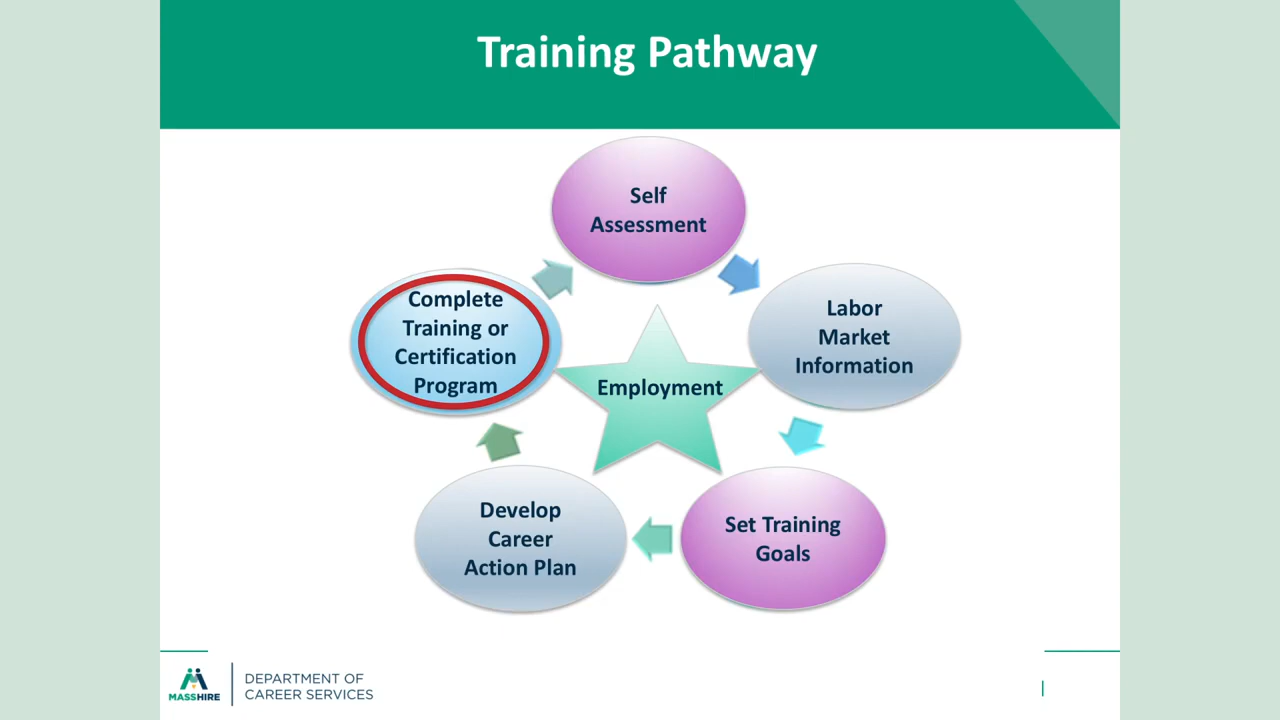 Training Pathway
Self
Assessment
Labor
Market
Information
Set Training
Goals
Develop
Career
Action Plan
Complete
Training or
Certification
Program
Employment
MASSHIRE
DEPARTMENT OF
CAREER SERVICES